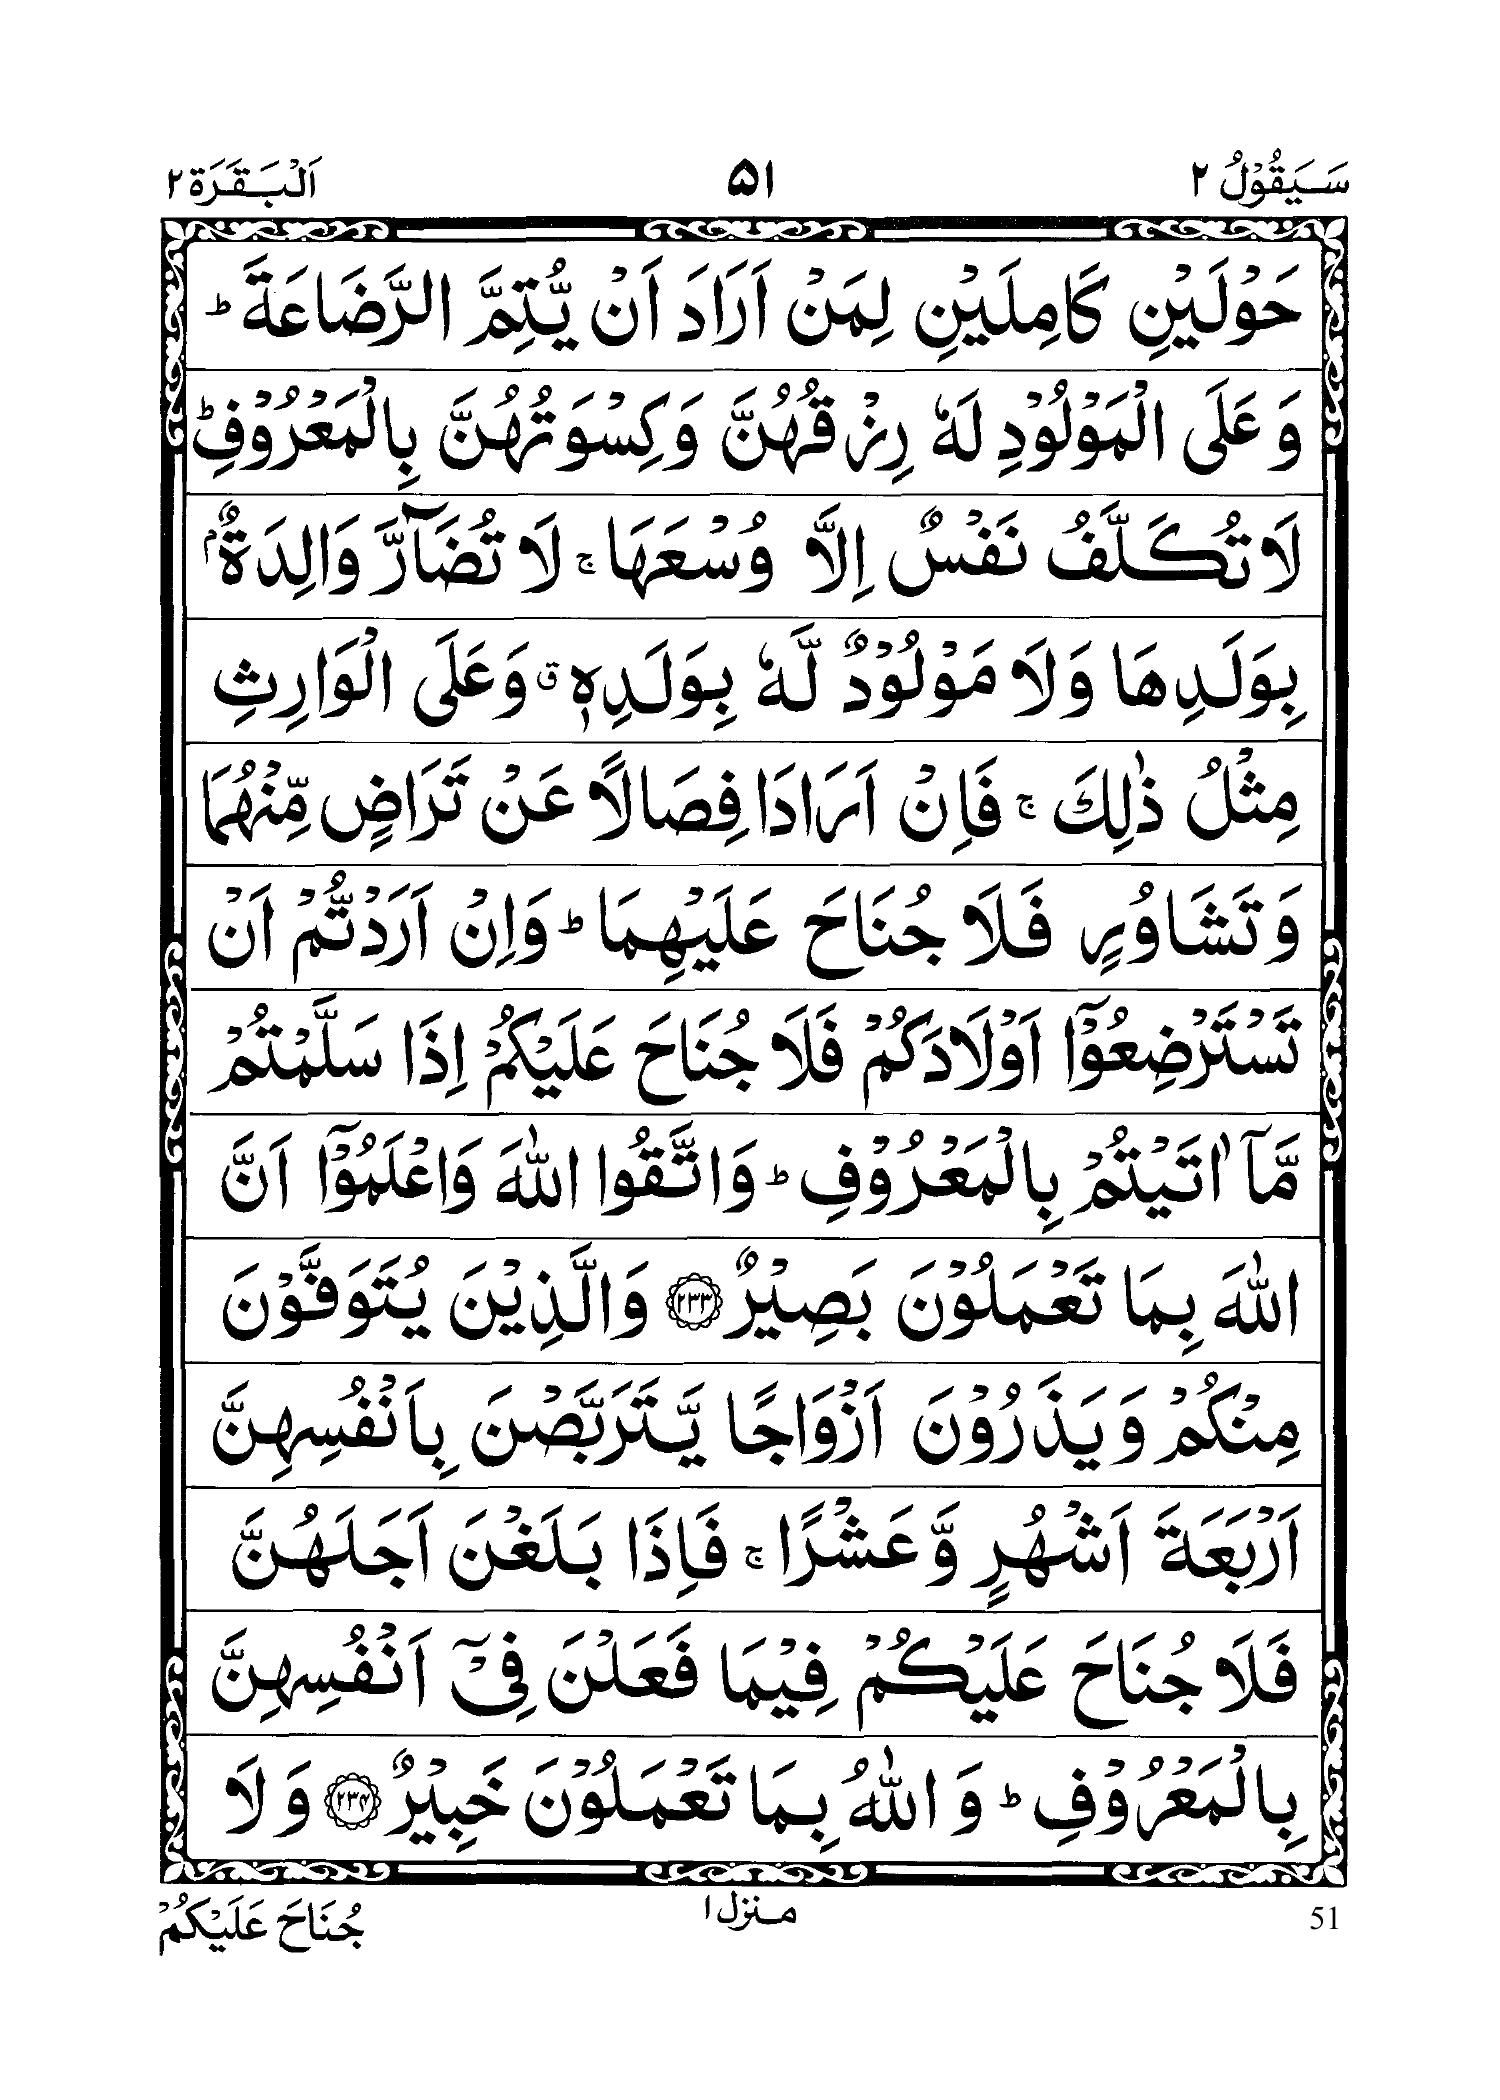 سَيَقُوْلُ ٢
٥١
اَلْبَقَرَة ٢
حَوْلَيْنِ كَامِلَيْنِ لِمَنْ اَرَادَ اَنْ يُّتِمَّ الرَّضَاعَةَ ؕ
وَعَلَى الْمَوْلُوْدِ لَهٗ رِزْقُهُنَّ وَكِسْوَتُهُنَّ بِالْمَعْرُوْفِ ؕ
لَا تُكَلَّفُ نَفْسٌ اِلَّا وُسْعَهَا ۚ لَا تُضَآرَّ وَالِدَةٌۢ
بِوَلَدِهَا وَلَا مَوْلُوْدٌ لَّهٗ بِوَلَدِهٖ ۗ وَعَلَى الْوَارِثِ
مِثْلُ ذٰلِكَ ۚ فَاِنْ اَرَادَا فِصَالًا عَنْ تَرَاضٍ مِّنْهُمَا
وَتَشَاوُرٍ فَلَا جُنَاحَ عَلَيْهِمَا ؕ وَاِنْ اَرَدْتُّمْ اَنْ
تَسْتَرْضِعُوْۤا اَوْلَادَكُمْ فَلَا جُنَاحَ عَلَيْكُمْ اِذَا سَلَّمْتُمْ
مَّاۤ اٰتَيْتُمْ بِالْمَعْرُوْفِ ؕ وَاتَّقُوا اللّٰهَ وَاعْلَمُوْۤا اَنَّ
اللّٰهَ بِمَا تَعْمَلُوْنَ بَصِيْرٌ ۝٢٣٣ وَالَّذِيْنَ يُتَوَفَّوْنَ
مِنْكُمْ وَيَذَرُوْنَ اَزْوَاجًا يَّتَرَبَّصْنَ بِاَنْفُسِهِنَّ
اَرْبَعَةَ اَشْهُرٍ وَّعَشْرًا ۚ فَاِذَا بَلَغْنَ اَجَلَهُنَّ
فَلَا جُنَاحَ عَلَيْكُمْ فِيْمَا فَعَلْنَ فِيْۤ اَنْفُسِهِنَّ
بِالْمَعْرُوْفِ ؕ وَاللّٰهُ بِمَا تَعْمَلُوْنَ خَبِيْرٌ ۝٢٣٤ وَلَا
51
منزل ١
جُنَاحَ عَلَيْكُمْ